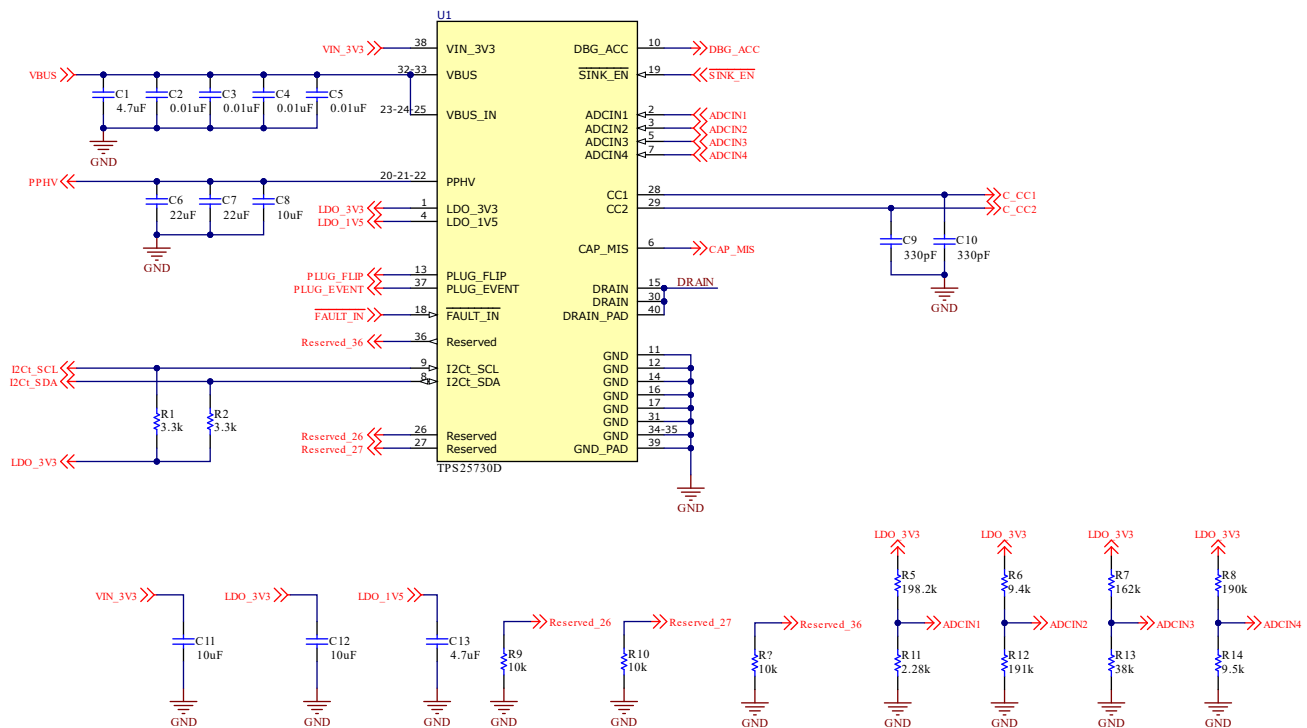 U1
VIN_3V3 38 VIN_3V3 DBG_ACC 10 DBG_ACC
VBUS 32-33 VBUS SINK_EN 19 SINK_EN
C1 C2 C3 C4 C5
4.7uF 0.01uF 0.01uF 0.01uF 0.01uF
23-24-25 VBUS_IN ADCIN1 2 ADCIN1
ADCIN2 3 ADCIN2
ADCIN3 5 ADCIN3
ADCIN4 7 ADCIN4
GND
PPHV 20-21-22 PPHV
CC1 28 C_CC1
C6 C7 C8
22uF 22uF 10uF
LDO_3V3 1 LDO_3V3 CC2 29 C_CC2
LDO_1V5 4 LDO_1V5
C9 C10
330pF 330pF
CAP_MIS 6 CAP_MIS
GND
PLUG_FLIP 13 PLUG_FLIP
PLUG_EVENT 37 PLUG_EVENT DRAIN 15 DRAIN
DRAIN 30
FAULT_IN 18 FAULT_IN DRAIN_PAD 40
GND
Reserved_36 36 Reserved
GND 11
I2Ct_SCL 9 I2Ct_SCL GND 12
I2Ct_SDA 8 I2Ct_SDA GND 14
GND 16
GND 17
R1 R2
3.3k 3.3k
GND 31
Reserved_26 26 Reserved GND 34-35
Reserved_27 27 Reserved GND_PAD 39
LDO_3V3
TPS25730D
GND
LDO_3V3 LDO_3V3 LDO_3V3 LDO_3V3
R5 R6 R7 R8
198.2k 9.4k 162k 190k
VIN_3V3 LDO_3V3 LDO_1V5
Reserved_26 Reserved_27 Reserved_36 ADCIN1 ADCIN2 ADCIN3 ADCIN4
C11 C12 C13 R9 R10 R? R11 R12 R13 R14
10uF 10uF 4.7uF 10k 10k 10k 2.28k 191k 38k 9.5k
GND GND GND GND GND GND GND GND GND GND